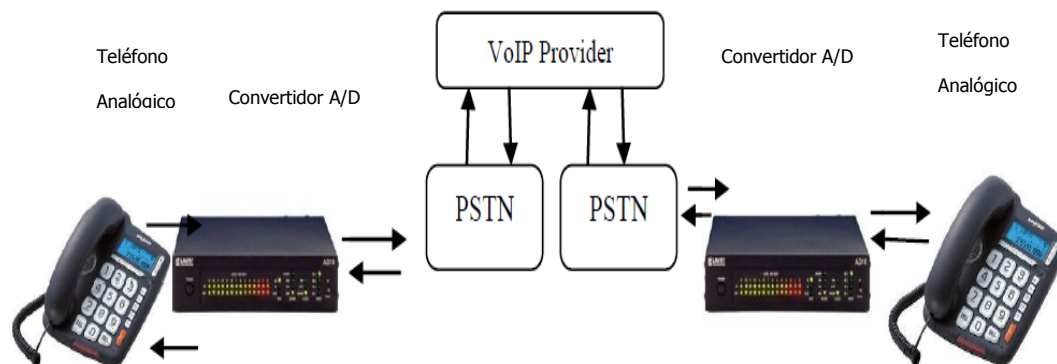 Teléfono
Analógico
Convertidor A/D
VoIP Provider
Convertidor A/D
Teléfono
Analógico
PSTN
PSTN